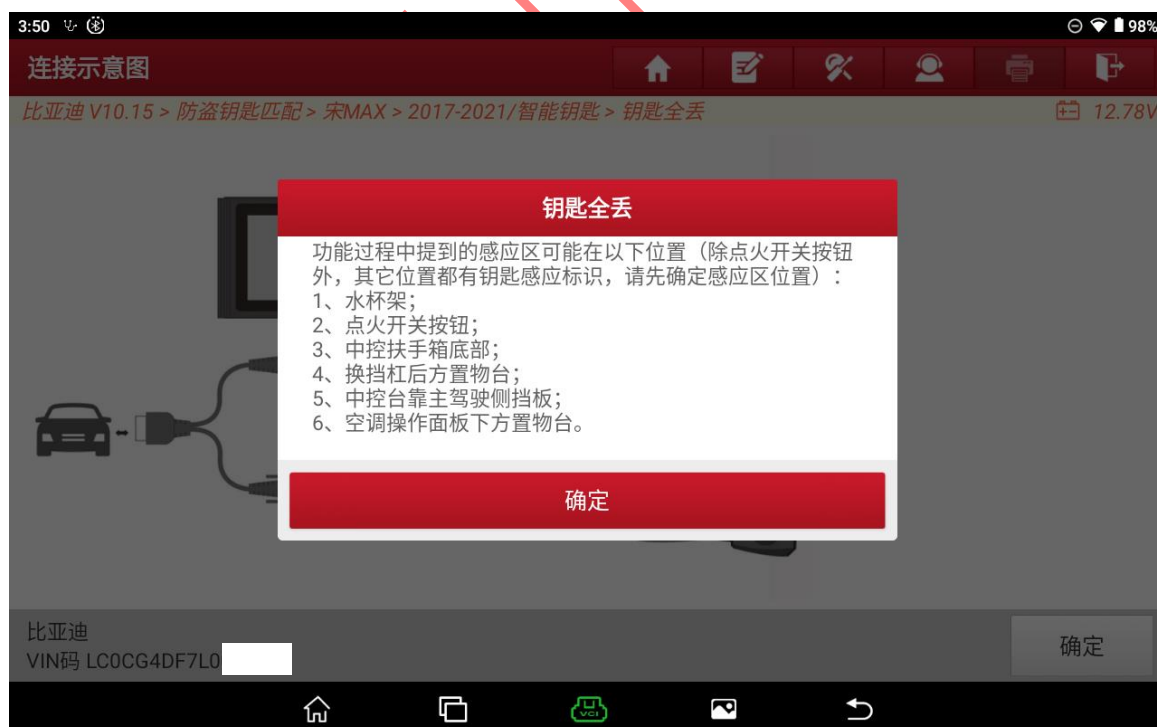 3:50
98%
连接示意图
比亚迪 V10.15 > 防盗钥匙匹配 > 宋MAX > 2017-2021/智能钥匙 > 钥匙全丢
12.78V
钥匙全丢
功能过程中提到的感应区可能在以下位置（除点火开关按钮
外，其它位置都有钥匙感应标识，请先确定感应区位置）：
1、水杯架；
2、点火开关按钮；
3、中控扶手箱底部；
4、换挡杠后方置物台；
5、中控台靠主驾驶侧挡板；
6、空调操作面板下方置物台。
确定
比亚迪
VIN码 LC0CG4DF7L0
确定
VCI